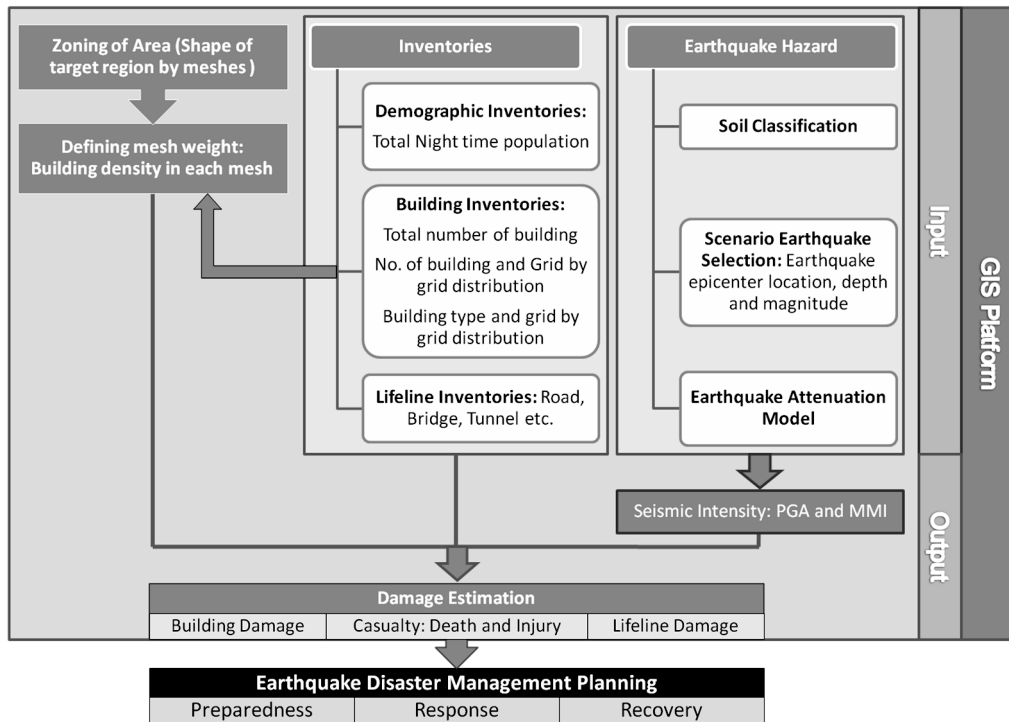 Zoning of Area (Shape of
target region by meshes )
Defining mesh weight:
Building density in each mesh
Inventories
Demographic Inventories:
Total Night time population
Building Inventories:
Total number of building
No. of building and Grid by
grid distribution
Building type and grid by
grid distribution
Lifeline Inventories: Road,
Bridge, Tunnel etc.
Earthquake Hazard
Soil Classification
Scenario Earthquake
Selection: Earthquake
epicenter location, depth
and magnitude
Earthquake Attenuation
Model
Seismic Intensity: PGA and MMI
Input
Output
GIS Platform
Damage Estimation
Building Damage
Casualty: Death and Injury
Lifeline Damage
Earthquake Disaster Management Planning
Preparedness
Response
Recovery